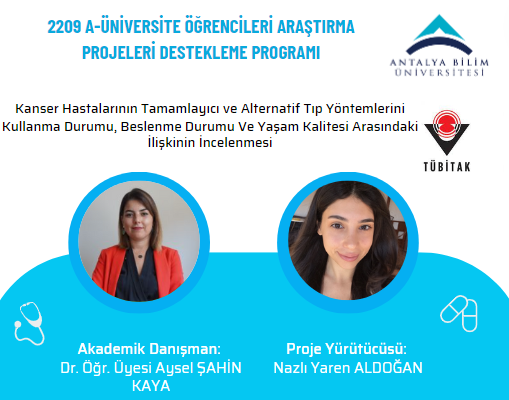 2209 A-ÜNİVERSİTE ÖĞRENCİLERİ ARAŞTIRMA
PROJELERİ DESTEKLEME PROGRAMI
ANTALYA BİLİM
ÜNİVERSİTESİ
Kanser Hastalarının Tamamlayıcı ve Alternatif Tıp Yöntemlerini
Kullanma Durumu, Beslenme Durumu Ve Yaşam Kalitesi Arasındaki
İlişkinin İncelenmesi
TÜBİTAK
Akademik Danışman:
Dr. Öğr. Üyesi Aysel ŞAHİN
KAYA
Proje Yürütücüsü:
Nazlı Yaren ALDOĞAN